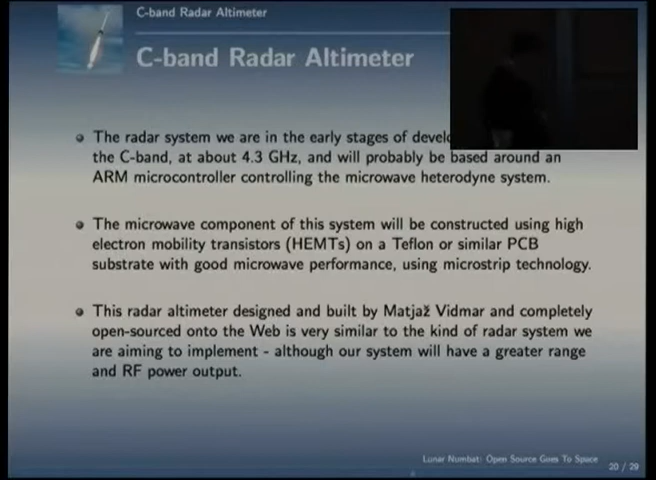 C-band Radar Altimeter
C-band Radar Altimeter
The radar system we are in the early stages of
the C-band, at about 4.3 GHz, and will probably be based around an
ARM microcontroller controlling the microwave heterodyne system.
The microwave component of this system will be constructed using high
electron mobility transistors (HEMTs) on a Teflon or similar PCB
substrate with good microwave performance, using microstrip technology.
This radar altimeter designed and built by Matjaž Vidmar and completely
open-sourced onto the Web is very similar to the kind of radar system we
are aiming to implement - although our system will have a greater range
and RF power output.
Lunar Numbat: Open Source Goes To Space
20 / 29